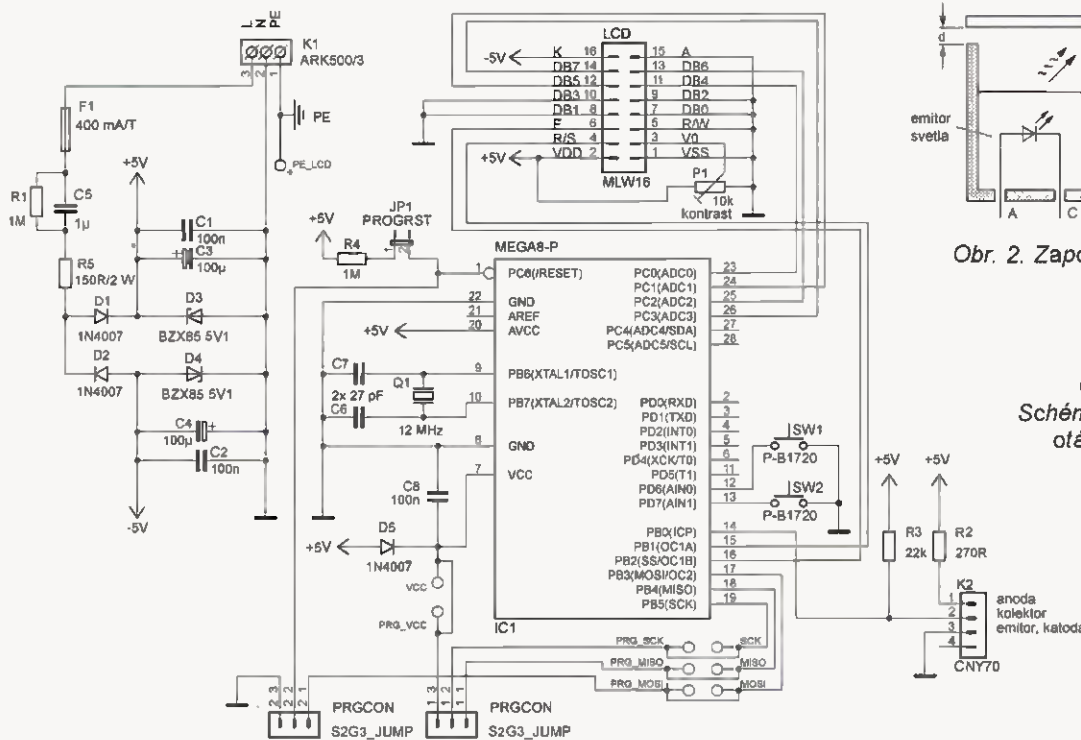 L
N
PE
K1
ARK500/3
3
2
1
F1
400 mA/T
PE
PE_LCD
+5V
R1
1M
C5
1µ
C1
100n
C3
100µ
R5
150R/2 W
D1
1N4007
D3
BZX85 5V1
D2
1N4007
D4
BZX85 5V1
C4
100µ
C2
100n
-5V
LCD
-5V
K 16 15 A
DB7 14 13 DB6
DB5 12 11 DB4
DB3 10 9 DB2
DB1 8 7 DB0
E 6 5 R/W
R/S 4 3 V0
+5V VDD 2 1 VSS
MLW16
P1
10k
kontrast
JP1
PROGRST
+5V
R4
1M
MEGA8-P
1 PC6(/RESET)
22 GND
21 AREF
+5V 20 AVCC
C7
2x 27 pF
C6
Q1
12 MHz
9 PB6(XTAL1/TOSC1)
10 PB7(XTAL2/TOSC2)
8 GND
7 VCC
C8
100n
+5V
D5
1N4007
VCC
PRG_VCC
IC1
PC0(ADC0) 23
PC1(ADC1) 24
PC2(ADC2) 25
PC3(ADC3) 26
PC4(ADC4/SDA) 27
PC5(ADC5/SCL) 28
PD0(RXD) 2
PD1(TXD) 3
PD2(INT0) 4
PD3(INT1) 5
PD4(XCK/T0) 6
PD5(T1) 11
PD6(AIN0) 12
PD7(AIN1) 13
PB0(ICP) 14
PB1(OC1A) 15
PB2(SS/OC1B) 16
PB3(MOSI/OC2) 17
PB4(MISO) 18
PB5(SCK) 19
SW1
P-B1720
SW2
P-B1720
+5V
+5V
R3
22k
R2
270R
K2
1
2
3
4
anoda
kolektor
emitor, katoda
CNY70
PRG_SCK SCK
PRG_MISO MISO
PRG_MOSI MOSI
3 2 1
PRGCON
S2G3_JUMP
3 2 1
PRGCON
S2G3_JUMP
d
emitor
svetla
A
C
Obr. 2. Zapo
Schém
otá